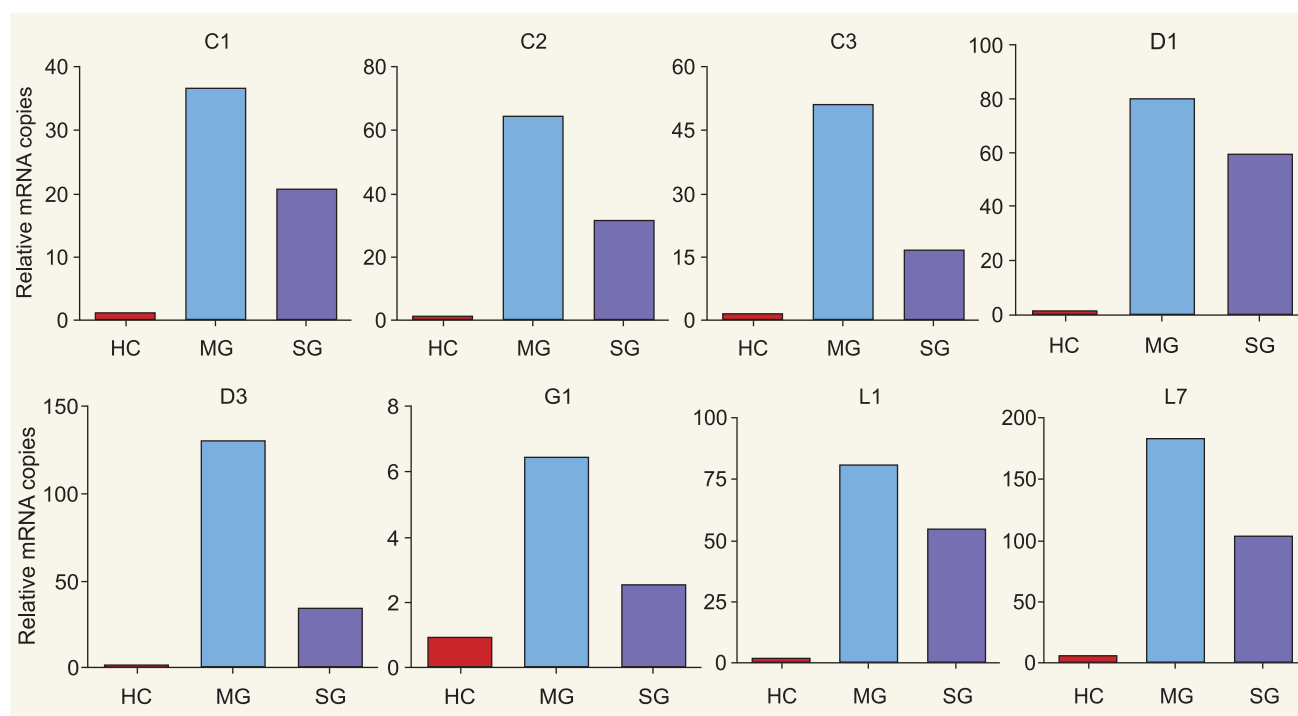 C1
Relative mRNA copies
40
30
20
10
0
HC MG SG
C2
80
60
40
20
0
HC MG SG
C3
60
45
30
15
0
HC MG SG
D1
100
80
60
40
20
0
HC MG SG
D3
Relative mRNA copies
150
100
50
0
HC MG SG
G1
8
6
4
2
0
HC MG SG
L1
100
75
50
25
0
HC MG SG
L7
200
150
100
50
0
HC MG SG